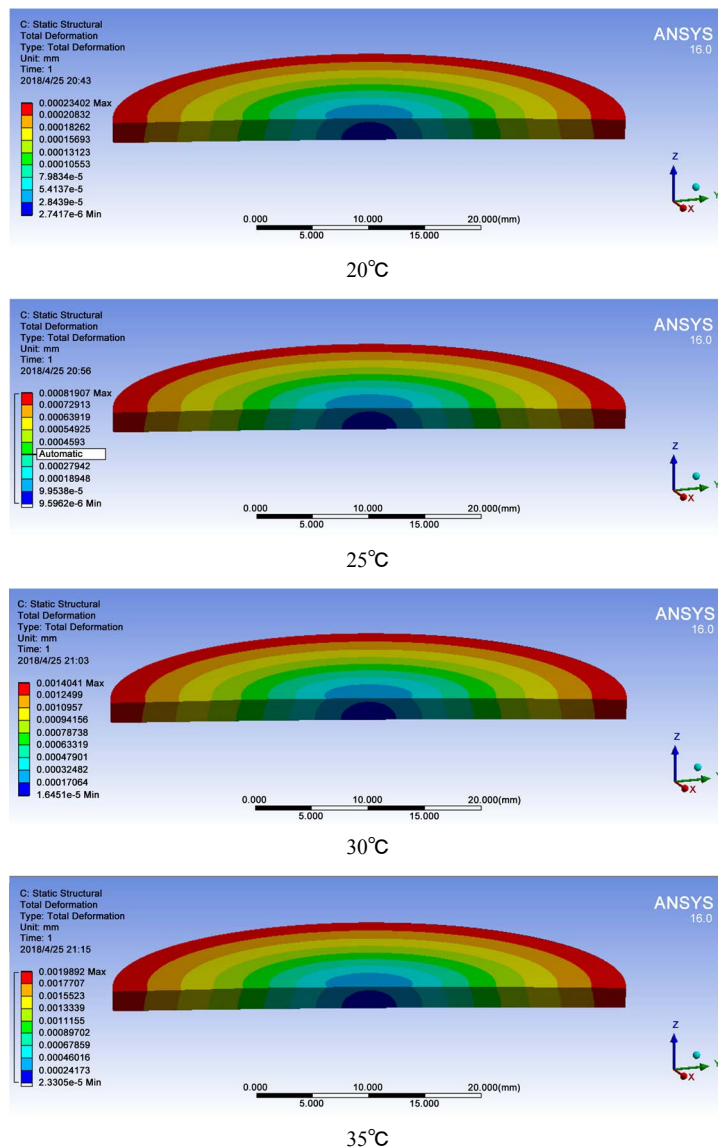 C: Static Structural
Total Deformation
Type: Total Deformation
Unit: mm
Time: 1
2018/4/25 20:43
ANSYS
16.0
0.00023402 Max
0.00020832
0.00018262
0.00015693
0.00013123
0.00010553
7.9834e-5
5.4137e-5
2.8439e-5
2.7417e-6 Min
Z
Y
X
0.000 10.000 20.000(mm)
5.000 15.000
20℃
C: Static Structural
Total Deformation
Type: Total Deformation
Unit: mm
Time: 1
2018/4/25 20:56
ANSYS
16.0
0.00081907 Max
0.00072913
0.00063919
0.00054925
0.0004593
Automatic
0.00027942
0.00018948
9.9538e-5
9.5962e-6 Min
Z
Y
X
0.000 10.000 20.000(mm)
5.000 15.000
25℃
C: Static Structural
Total Deformation
Type: Total Deformation
Unit: mm
Time: 1
2018/4/25 21:03
ANSYS
16.0
0.0014041 Max
0.0012499
0.0010957
0.00094156
0.00078738
0.00063319
0.00047901
0.00032482
0.00017064
1.6451e-5 Min
Z
Y
X
0.000 10.000 20.000(mm)
5.000 15.000
30℃
C: Static Structural
Total Deformation
Type: Total Deformation
Unit: mm
Time: 1
2018/4/25 21:15
ANSYS
16.0
0.0019892 Max
0.0017707
0.0015523
0.0013339
0.0011155
0.00089702
0.00067859
0.00046016
0.00024173
2.3305e-5 Min
Z
Y
X
0.000 10.000 20.000(mm)
5.000 15.000
35℃